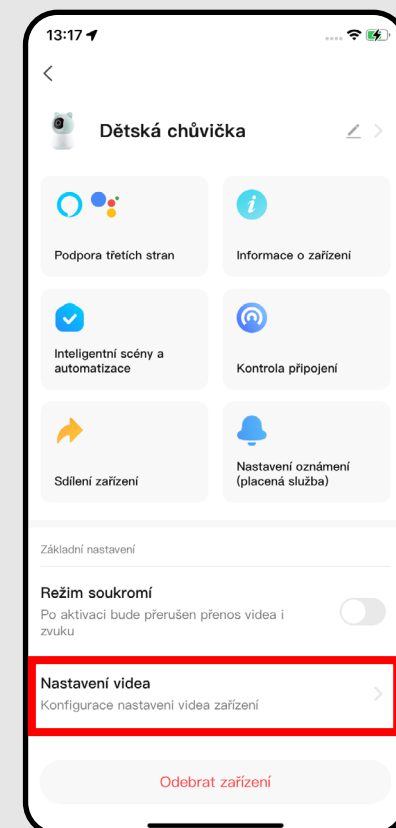 13:17
Dětská chůvička
Podpora třetích stran
Informace o zařízení
Inteligentní scény a
automatizace
Kontrola připojení
Sdílení zařízení
Nastavení oznámení
(placená služba)
Základní nastavení
Režim soukromí
Po aktivaci bude přerušen přenos videa i
zvuku
Nastavení videa
Konfigurace nastaveni videa zařízení
Odebrat zařízení